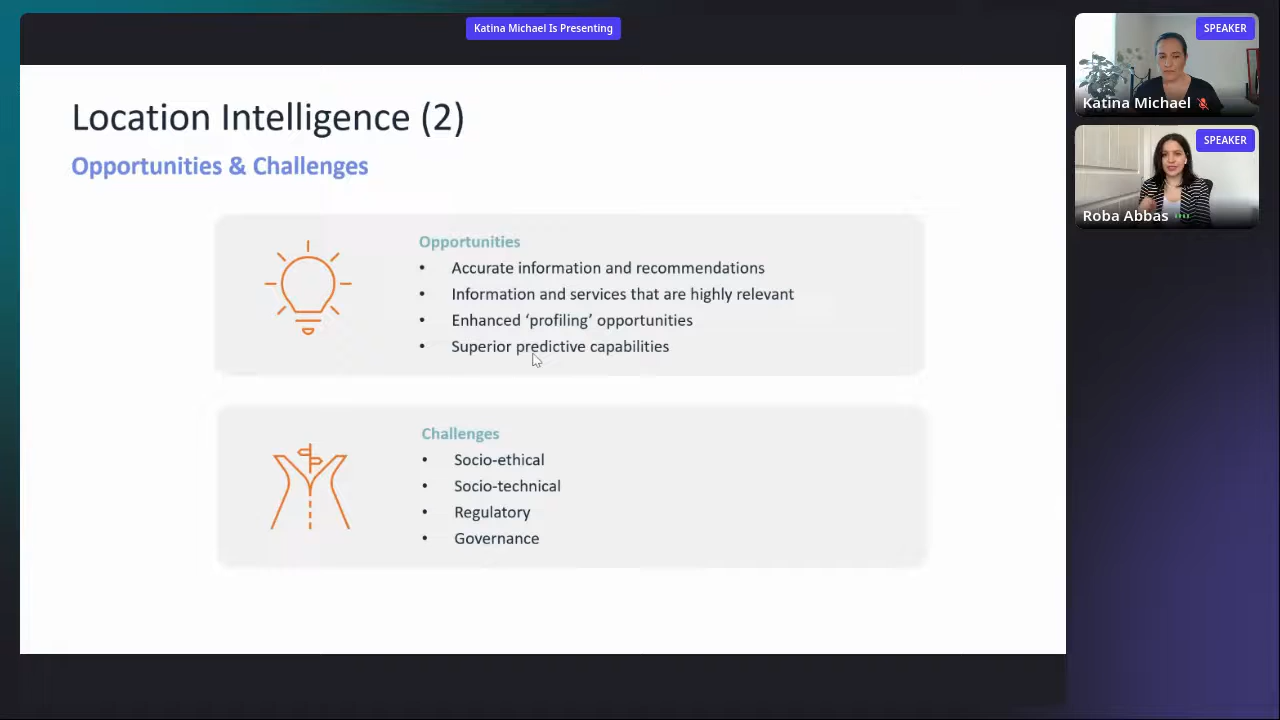 Katina Michael Is Presenting
SPEAKER
Katina Michael
SPEAKER
Roba Abbas
Location Intelligence (2)
Opportunities & Challenges
Opportunities
• Accurate information and recommendations
• Information and services that are highly relevant
• Enhanced ‘profiling’ opportunities
• Superior predictive capabilities
Challenges
• Socio-ethical
• Socio-technical
• Regulatory
• Governance